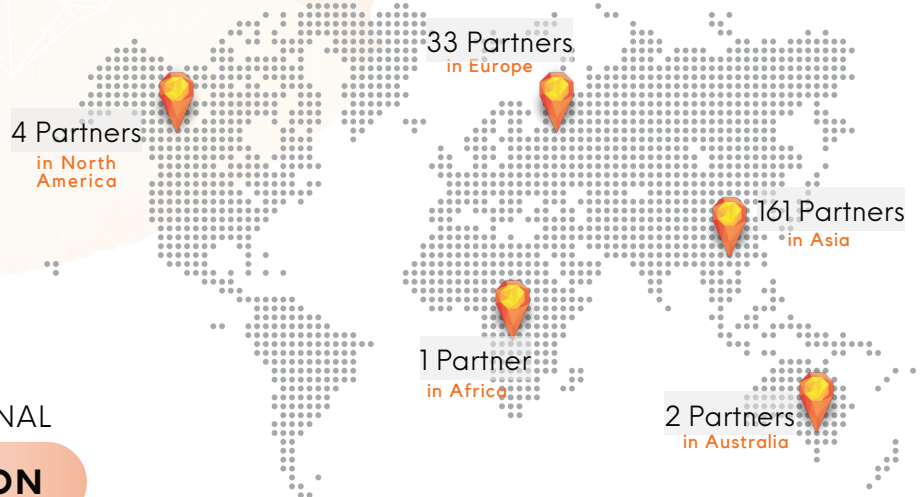 33 Partners
in Europe
4 Partners
in North
America
161 Partners
in Asia
1 Partner
in Africa
2 Partners
in Australia
NAL
ON